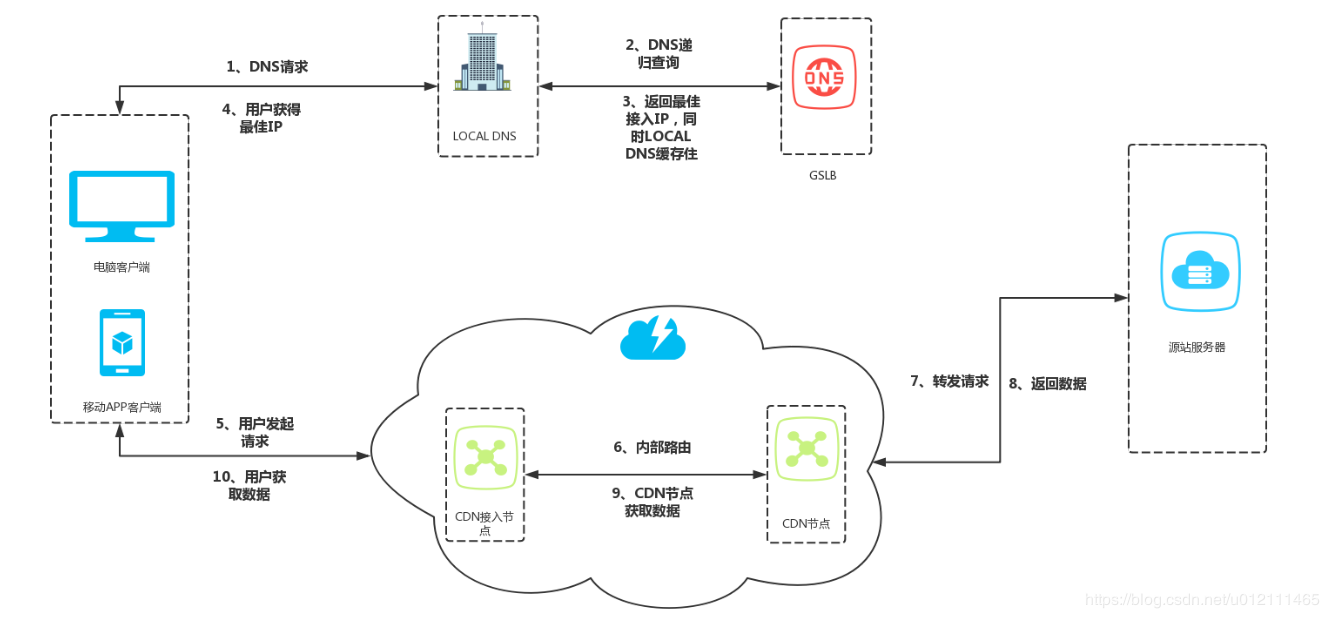 1、DNS请求
4、用户获得
最佳IP
LOCAL DNS
2、DNS递
归查询
3、返回最佳
接入IP，同
时LOCAL
DNS缓存住
DNS
GSLB
电脑客户端
移动APP客户端
源站服务器
5、用户发起
请求
10、用户获
取数据
CDN接入节
点
6、内部路由
9、CDN节点
获取数据
CDN节点
7、转发请求
8、返回数据
https://blog.csdn.net/u012111465